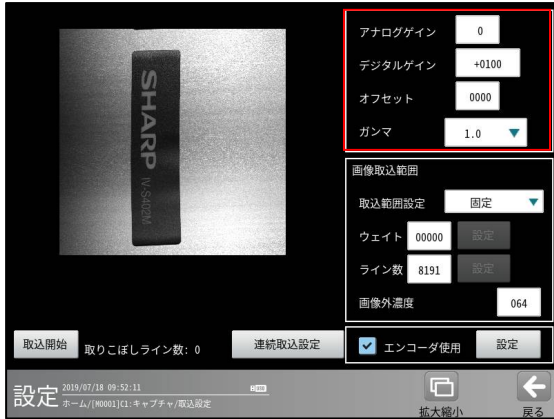 アナログゲイン 0
デジタルゲイン +0100
オフセット 0000
ガンマ 1.0
SHARP
IV-S402M
画像取込範囲
取込範囲設定 固定
ウェイト 00000 設定
ライン数 8191 設定
画像外濃度 064
取込開始 取りこぼしライン数: 0 連続取込設定
エンコーダ使用 設定
設定 2019/07/18 09:52:11
ホーム/[M0001]C1:キャプチャ/取込設定
拡大縮小 戻る